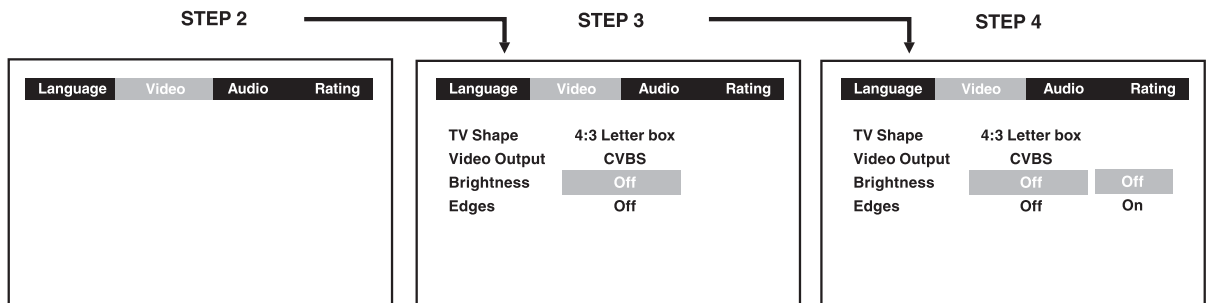 STEP 2
STEP 3
STEP 4
Language Video Audio Rating
Language Video Audio Rating
TV Shape 4:3 Letter box
Video Output CVBS
Brightness Off
Edges Off
Language Video Audio Rating
TV Shape 4:3 Letter box
Video Output CVBS
Brightness Off Off
Edges Off On